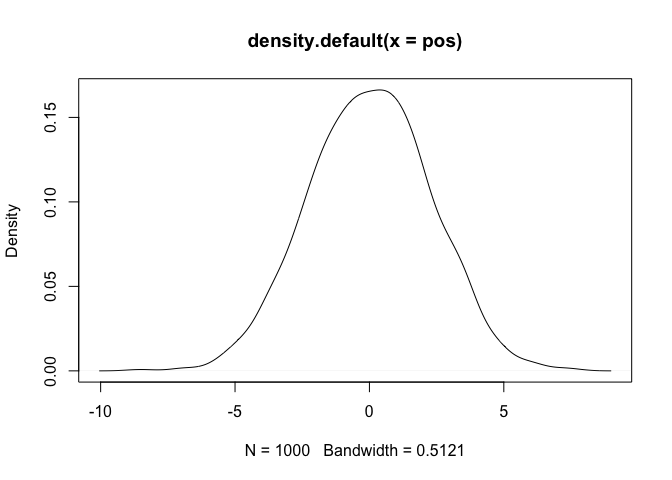 density.default(x = pos)
Density
0.00
0.05
0.10
0.15
-10
-5
0
5
N = 1000 Bandwidth = 0.5121